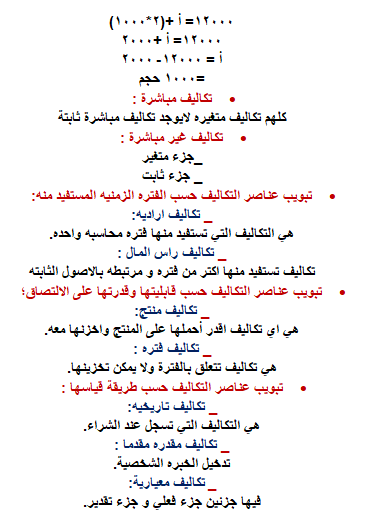 ١٢٠٠٠= أ +(٢*١٠٠٠)
١٢٠٠٠= أ +٢٠٠٠
أ = ١٢٠٠٠- ٢٠٠٠
=١٠٠٠ حجم
• تكاليف مباشرة :
كلهم تكاليف متغيره لايوجد تكاليف مباشرة ثابتة
• تكاليف غير مباشرة :
_جزء متغير
_ جزء ثابت
• تبويب عناصر التكاليف حسب الفتره الزمنيه المستفيد منه:
_ تكاليف اراديه:
هي التكاليف التي تستفيد منها فتره محاسبه واحده.
_ تكاليف راس المال :
تكاليف تستفيد منها اكتر من فتره و مرتبطه بالاصول الثابته
• تبويب عناصر التكاليف حسب قابليتها وقدرتها على الالتصاق؛
_ تكاليف منتج:
هي اي تكاليف اقدر أحملها على المنتج واخزنها معه.
_ تكاليف فتره :
هي تكاليف تتعلق بالفترة ولا يمكن تخزينها.
• تبويب عناصر التكاليف حسب طريقة قياسها :
_ تكاليف تاريخيه:
هي التكاليف التي تسجل عند الشراء.
_ تكاليف مقدره مقدما :
تدخيل الخبره الشخصية.
_ تكاليف معيارية:
فيها جزئين جزء فعلي و جزء تقدير.